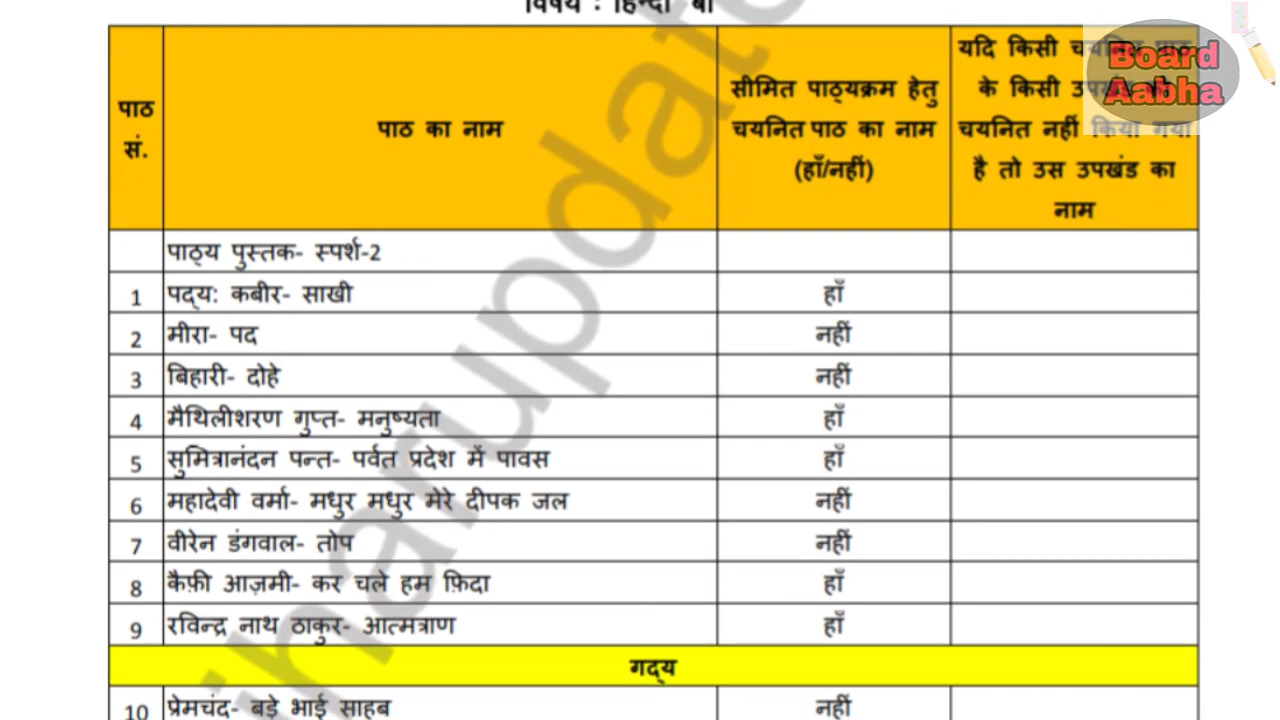 विषय : हिन्दी 'बी'
पाठ सं.
पाठ का नाम
सीमित पाठ्यक्रम हेतु चयनित पाठ का नाम (हाँ/नहीं)
यदि किसी चयनित पाठ के किसी उपखंड को चयनित नहीं किया गया है तो उस उपखंड का नाम
Board
Aabha
पाठ्य पुस्तक- स्पर्श-2
1 पद्य: कबीर- साखी हाँ
2 मीरा- पद नहीं
3 बिहारी- दोहे नहीं
4 मैथिलीशरण गुप्त- मनुष्यता हाँ
5 सुमित्रानंदन पन्त- पर्वत प्रदेश में पावस हाँ
6 महादेवी वर्मा- मधुर मधुर मेरे दीपक जल नहीं
7 वीरेन डंगवाल- तोप नहीं
8 कैफ़ी आज़मी- कर चले हम फ़िदा हाँ
9 रविन्द्र नाथ ठाकुर- आत्मत्राण हाँ
गद्य
10 प्रेमचंद- बड़े भाई साहब नहीं